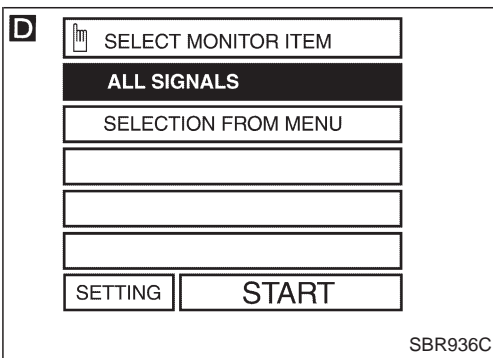 D
SELECT MONITOR ITEM
ALL SIGNALS
SELECTION FROM MENU
SETTING START
SBR936C